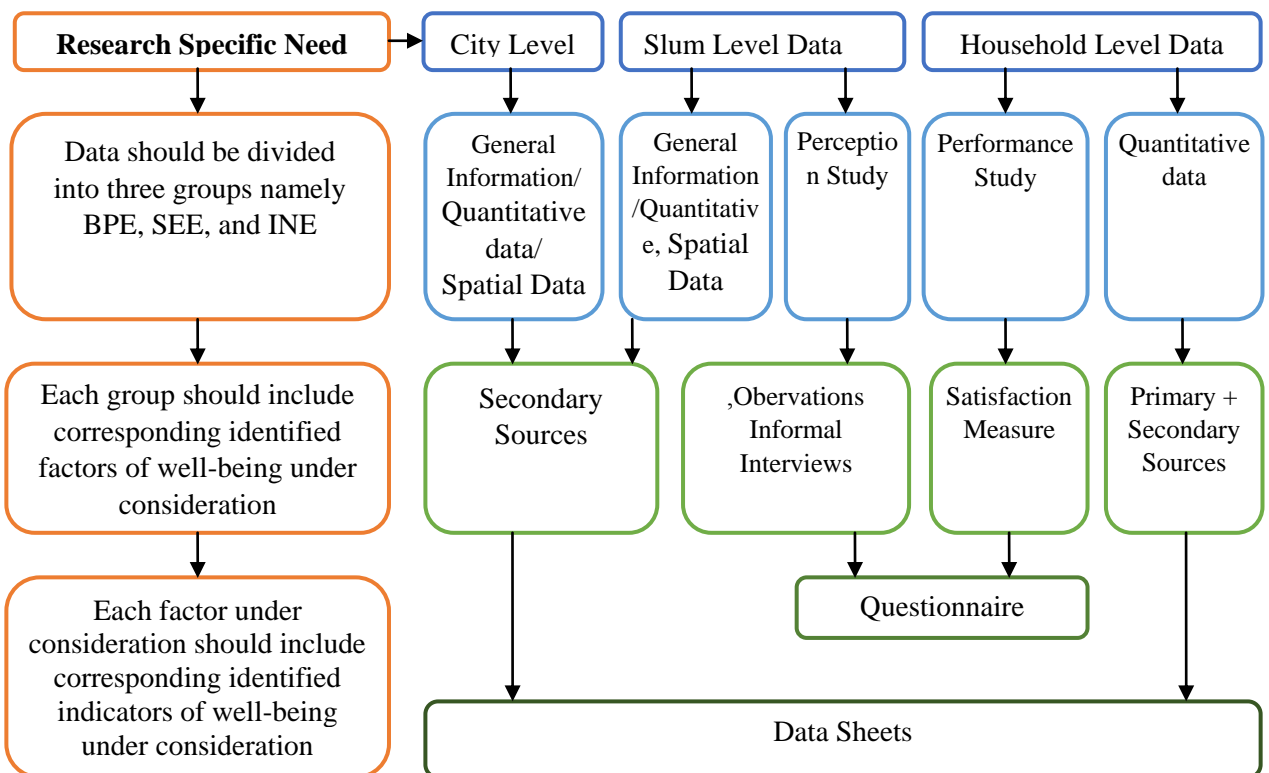 Research Specific Need
City Level
Slum Level Data
Household Level Data
Data should be divided
into three groups namely
BPE, SEE, and INE
General
Information/
Quantitative
data/
Spatial Data
General
Information
/Quantitativ
e, Spatial
Data
Perceptio
n Study
Performance
Study
Quantitative
data
Each group should include
corresponding identified
factors of well-being under
consideration
Secondary
Sources
,Obervations
Informal
Interviews
Satisfaction
Measure
Primary +
Secondary
Sources
Questionnaire
Each factor under
consideration should include
corresponding identified
indicators of well-being
under consideration
Data Sheets